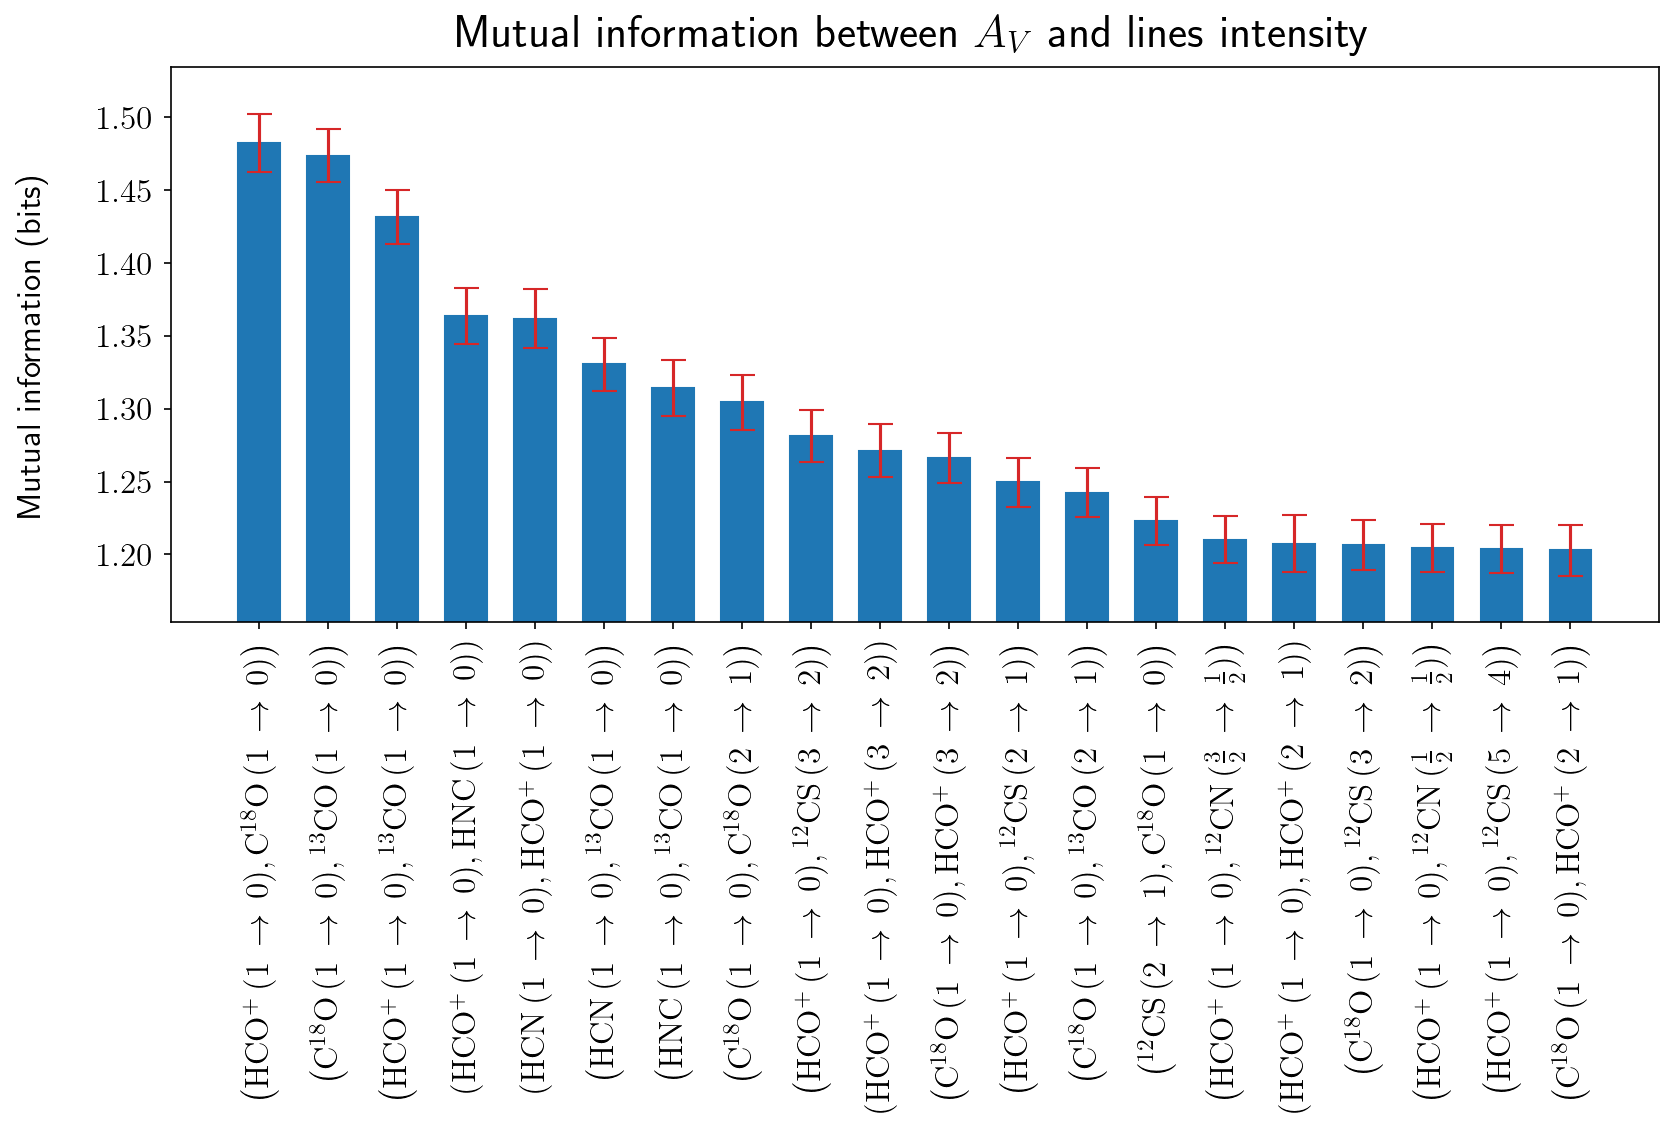 Mutual information between A_V and lines intensity
Mutual information (bits)
1.50
1.45
1.40
1.35
1.30
1.25
1.20
(HCO⁺ (1 → 0), C¹⁸O (1 → 0))
(C¹⁸O (1 → 0), ¹³CO (1 → 0))
(HCO⁺ (1 → 0), ¹³CO (1 → 0))
(HCO⁺ (1 → 0), HNC (1 → 0))
(HCN (1 → 0), HCO⁺ (1 → 0))
(HCN (1 → 0), ¹³CO (1 → 0))
(HNC (1 → 0), ¹³CO (1 → 0))
(C¹⁸O (1 → 0), C¹⁸O (2 → 1))
(HCO⁺ (1 → 0), ¹²CS (3 → 2))
(HCO⁺ (1 → 0), HCO⁺ (3 → 2))
(C¹⁸O (1 → 0), HCO⁺ (3 → 2))
(HCO⁺ (1 → 0), ¹²CS (2 → 1))
(C¹⁸O (1 → 0), ¹³CO (2 → 1))
(¹²CS (2 → 1), C¹⁸O (1 → 0))
(HCO⁺ (1 → 0), ¹²CN (3/2 → 1/2))
(HCO⁺ (1 → 0), HCO⁺ (2 → 1))
(C¹⁸O (1 → 0), ¹²CS (3 → 2))
(HCO⁺ (1 → 0), ¹²CN (1/2 → 1/2))
(HCO⁺ (1 → 0), ¹²CS (5 → 4))
(C¹⁸O (1 → 0), HCO⁺ (2 → 1))